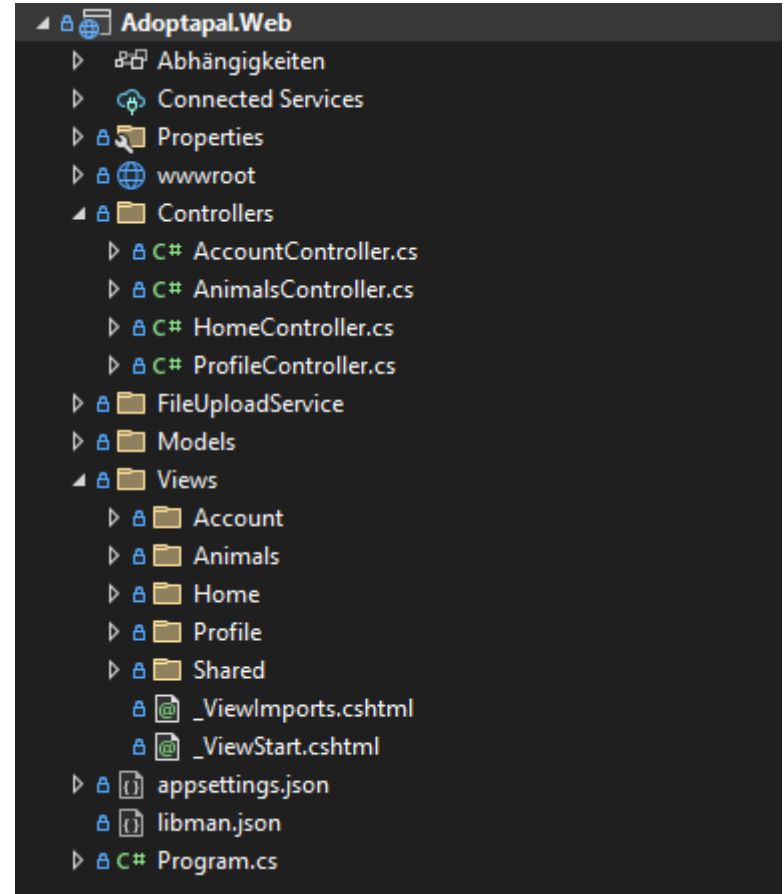 Adoptapal.Web
Abhängigkeiten
Connected Services
Properties
wwwroot
Controllers
C# AccountController.cs
C# AnimalsController.cs
C# HomeController.cs
C# ProfileController.cs
FileUploadService
Models
Views
Account
Animals
Home
Profile
Shared
_ViewImports.cshtml
_ViewStart.cshtml
appsettings.json
libman.json
C# Program.cs